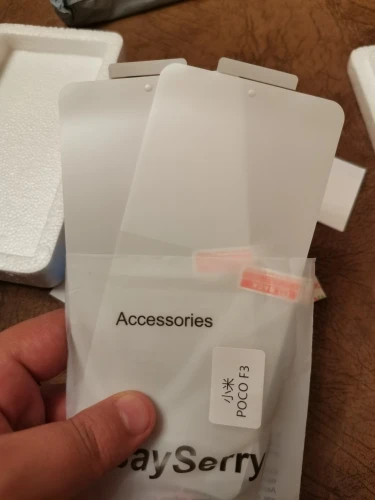 Accessories
小米
POCO F3
aySerry